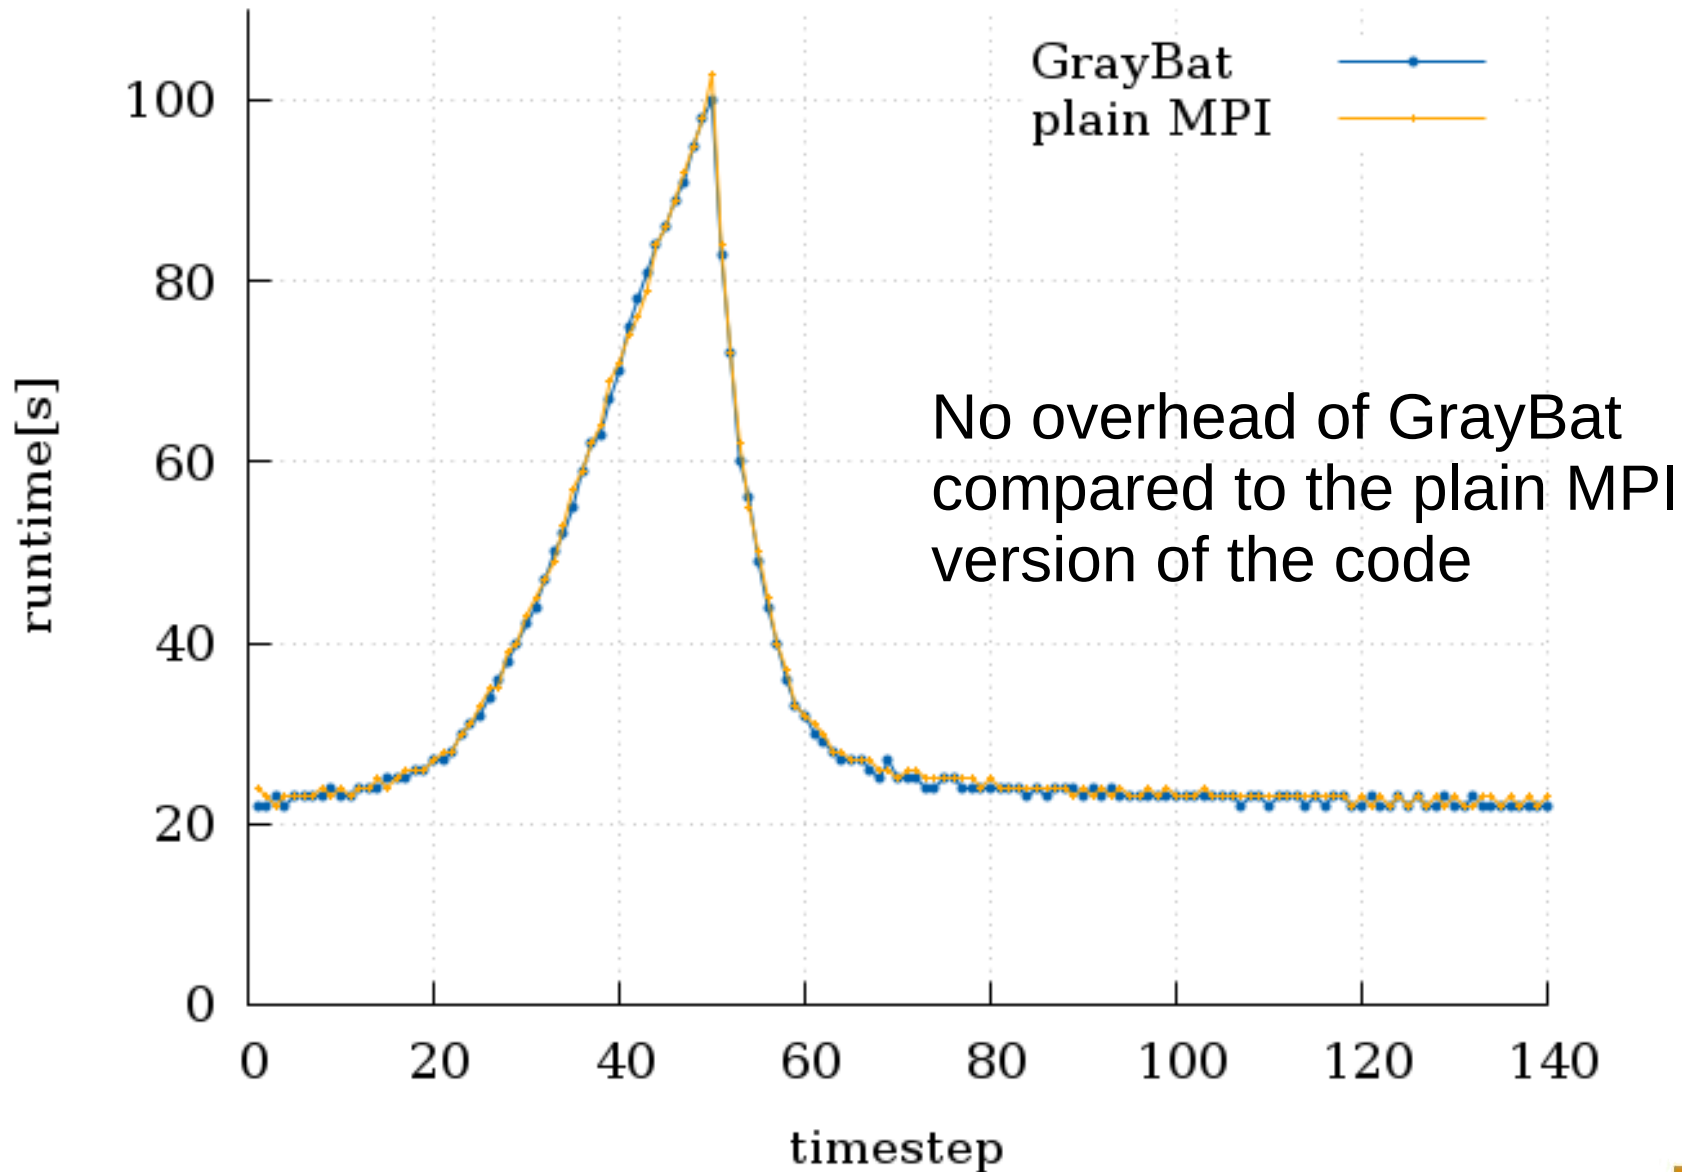 GrayBat
plain MPI
100
80
60
40
20
0
runtime[s]
No overhead of GrayBat
compared to the plain MPI
version of the code
0 20 40 60 80 100 120 140
timestep